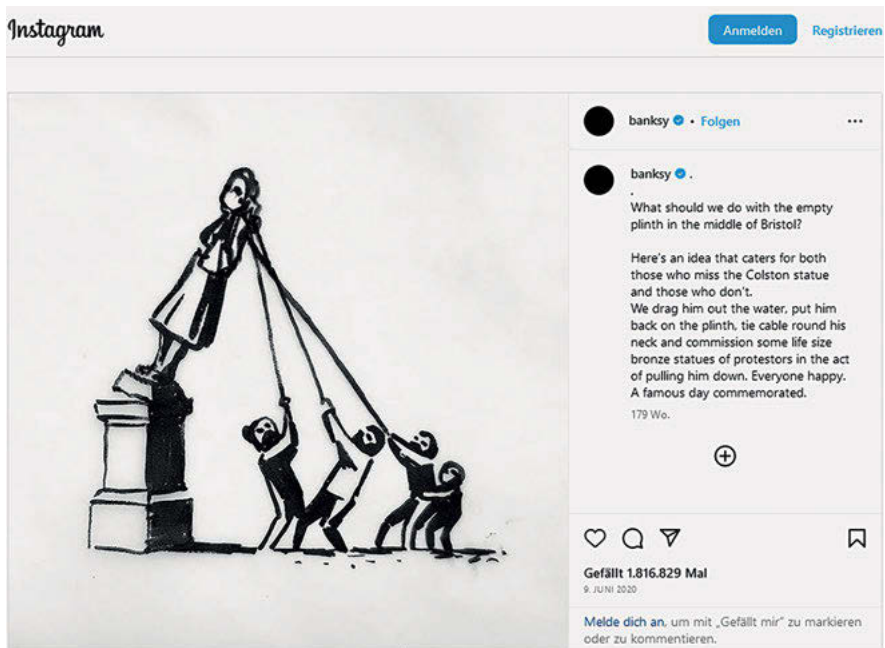 Instagram
Anmelden
Registrieren
banksy • Folgen
banksy .
.
What should we do with the empty
plinth in the middle of Bristol?
Here's an idea that caters for both
those who miss the Colston statue
and those who don't.
We drag him out the water, put him
back on the plinth, tie cable round his
neck and commission some life size
bronze statues of protestors in the act
of pulling him down. Everyone happy.
A famous day commemorated.
179 Wo.
Gefällt 1.816.829 Mal
9. JUNI 2020
Melde dich an, um mit „Gefällt mir“ zu markieren
oder zu kommentieren.